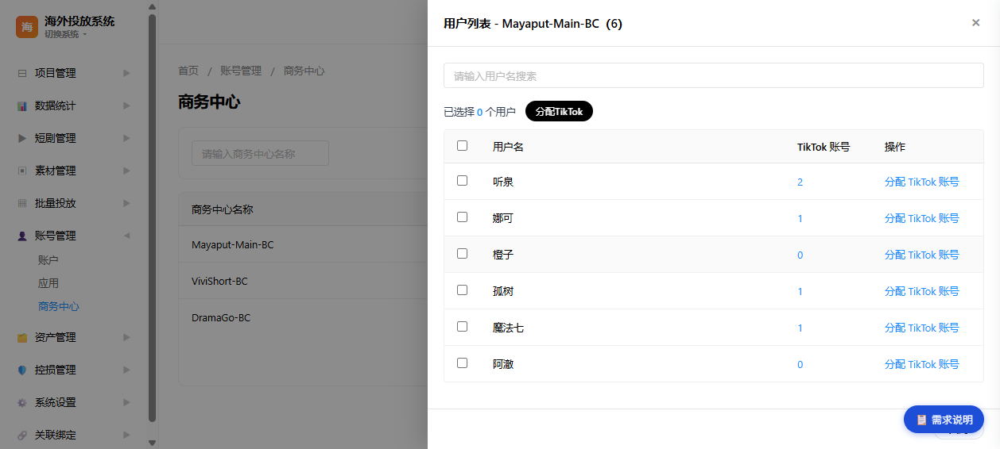 海 海外投放系统
切换系统
项目管理
数据统计
短剧管理
素材管理
批量投放
账号管理
账户
应用
商务中心
资产管理
控损管理
系统设置
关联绑定
首页 / 账号管理 / 商务中心
商务中心
请输入商务中心名称
商务中心名称
Mayaput-Main-BC
ViviShort-BC
DramaGo-BC
用户列表 - Mayaput-Main-BC（6）
×
请输入用户名搜索
已选择 0 个用户 分配TikTok
用户名 TikTok 账号 操作
听泉 2 分配 TikTok 账号
娜可 1 分配 TikTok 账号
橙子 0 分配 TikTok 账号
孤树 1 分配 TikTok 账号
魔法七 1 分配 TikTok 账号
阿澈 0 分配 TikTok 账号
需求说明